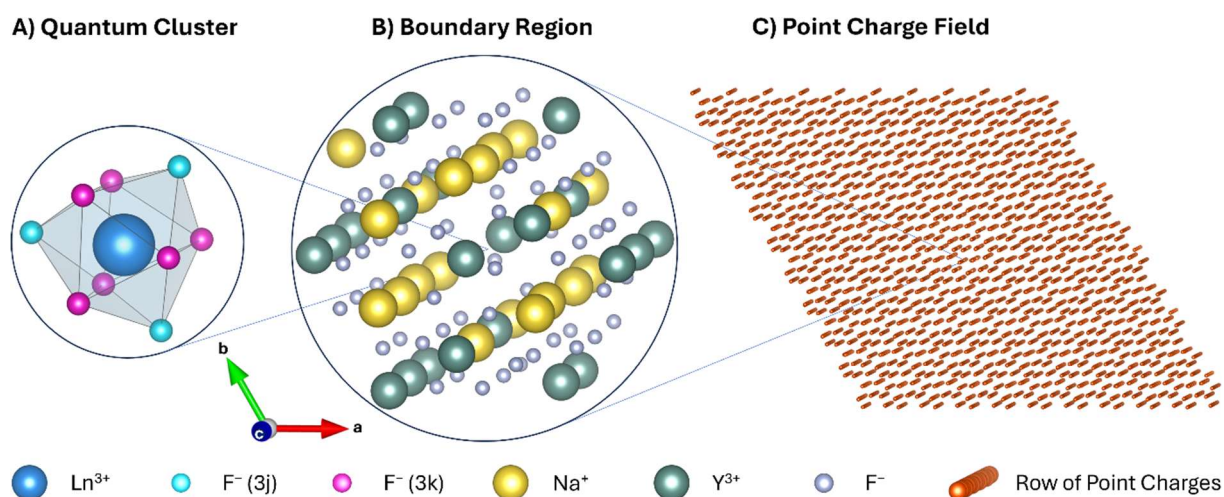 A) Quantum Cluster
B) Boundary Region
C) Point Charge Field
b
c
a
Ln³⁺
F⁻ (3j)
F⁻ (3k)
Na⁺
Y³⁺
F⁻
Row of Point Charges